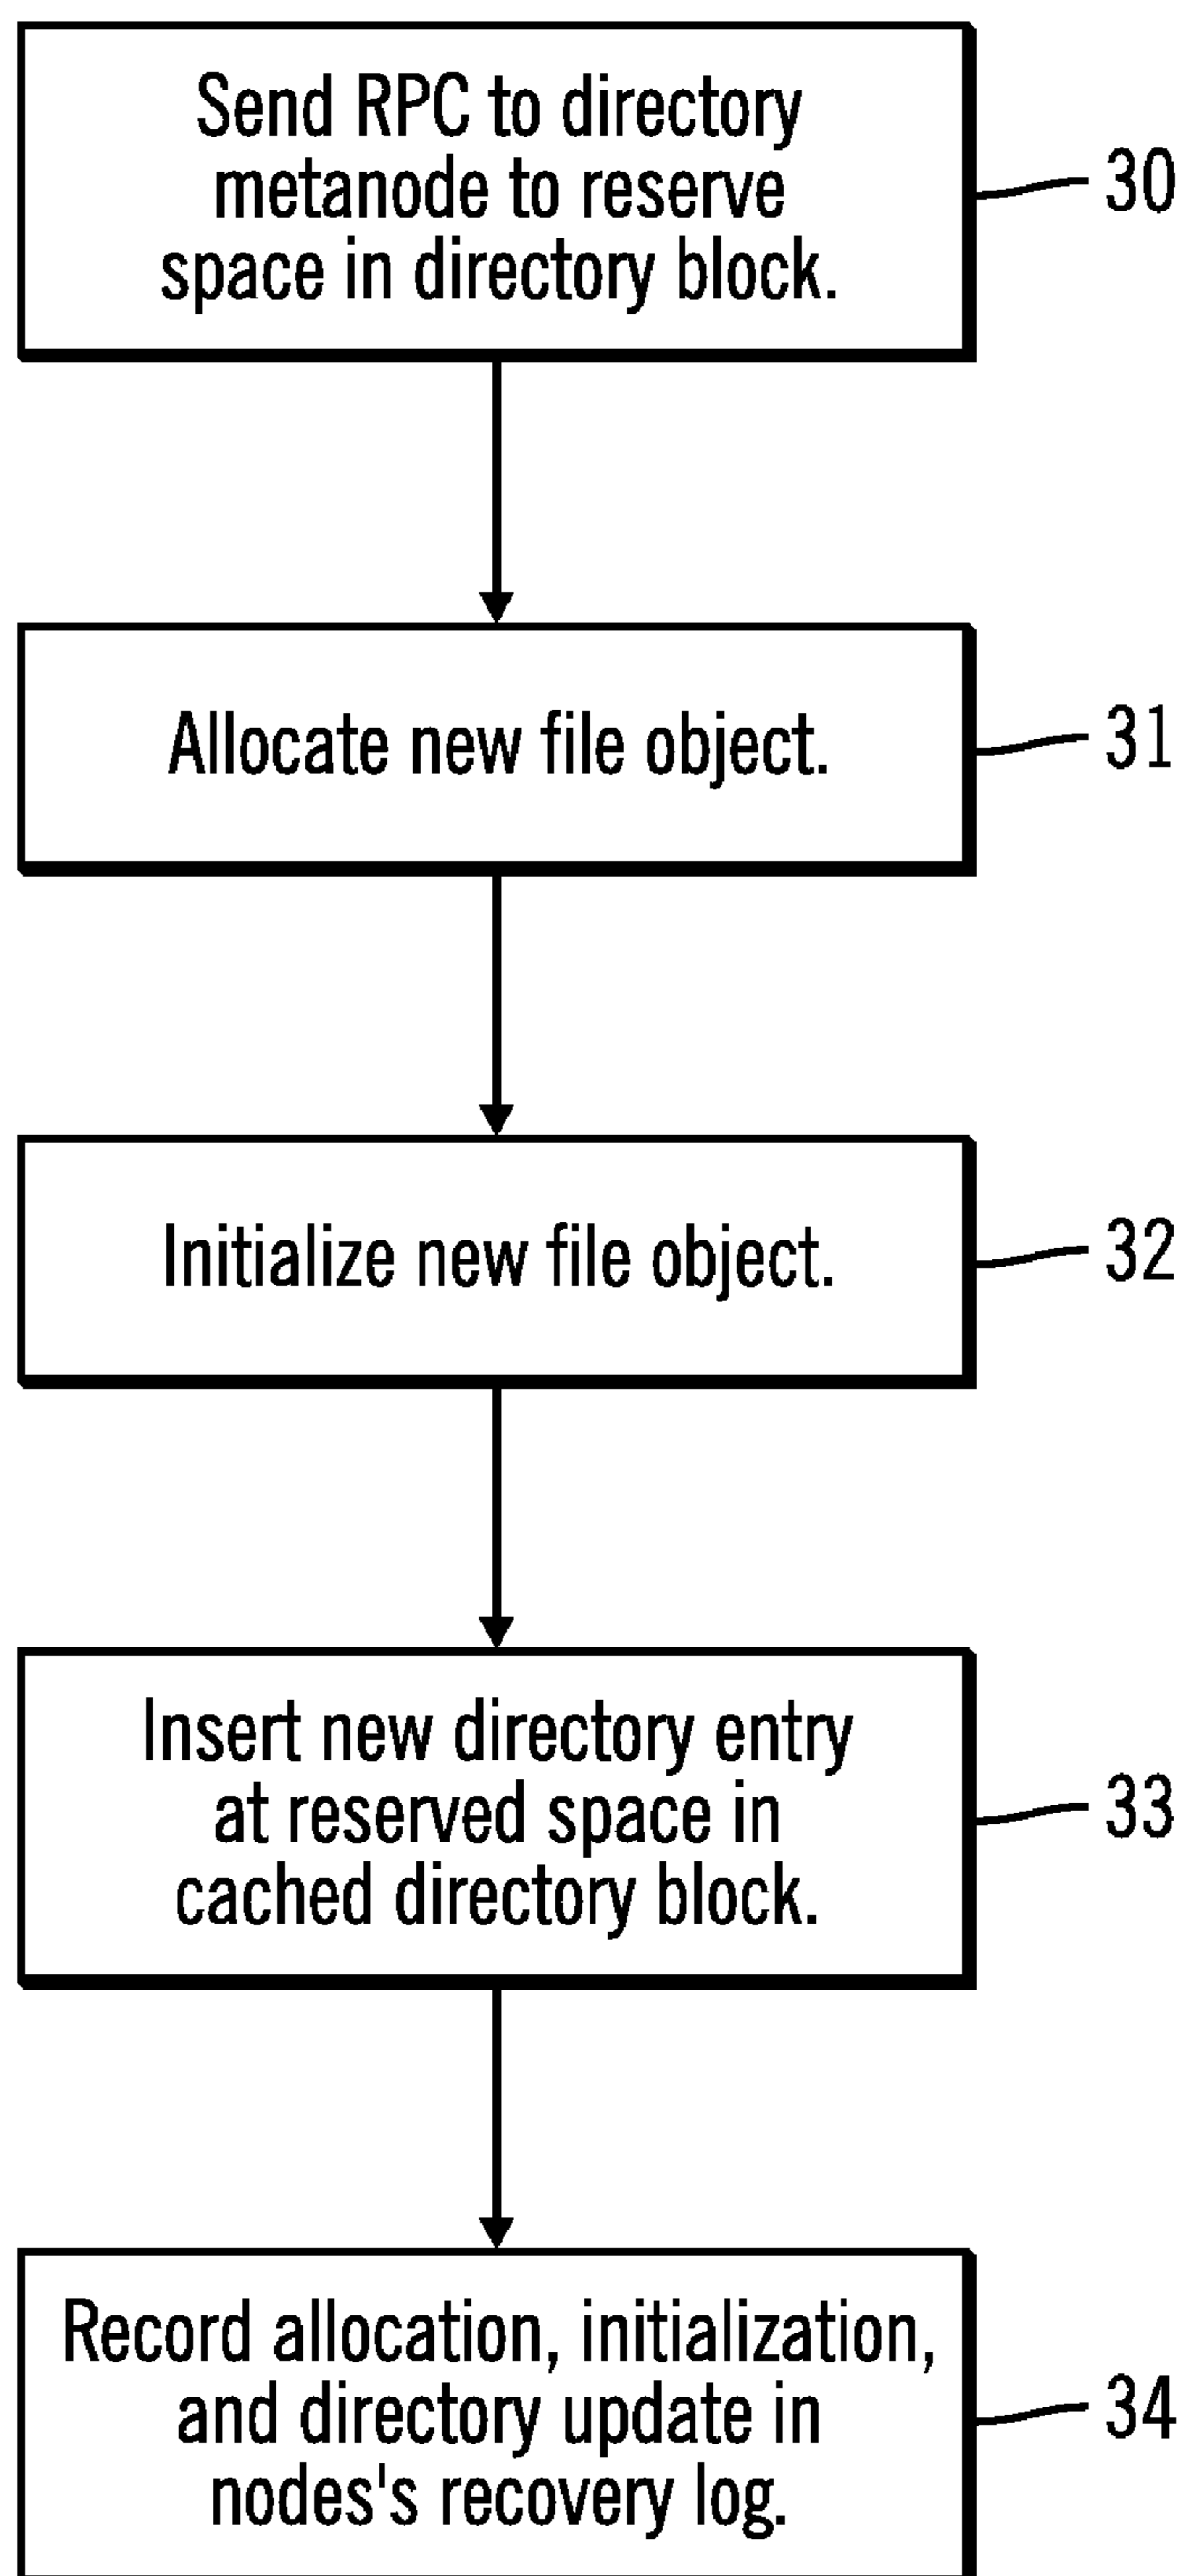 Send RPC to directory
metanode to reserve
space in directory block.
30
Allocate new file object.
31
Initialize new file object.
32
Insert new directory entry
at reserved space in
cached directory block.
33
Record allocation, initialization,
and directory update in
nodes's recovery log.
34